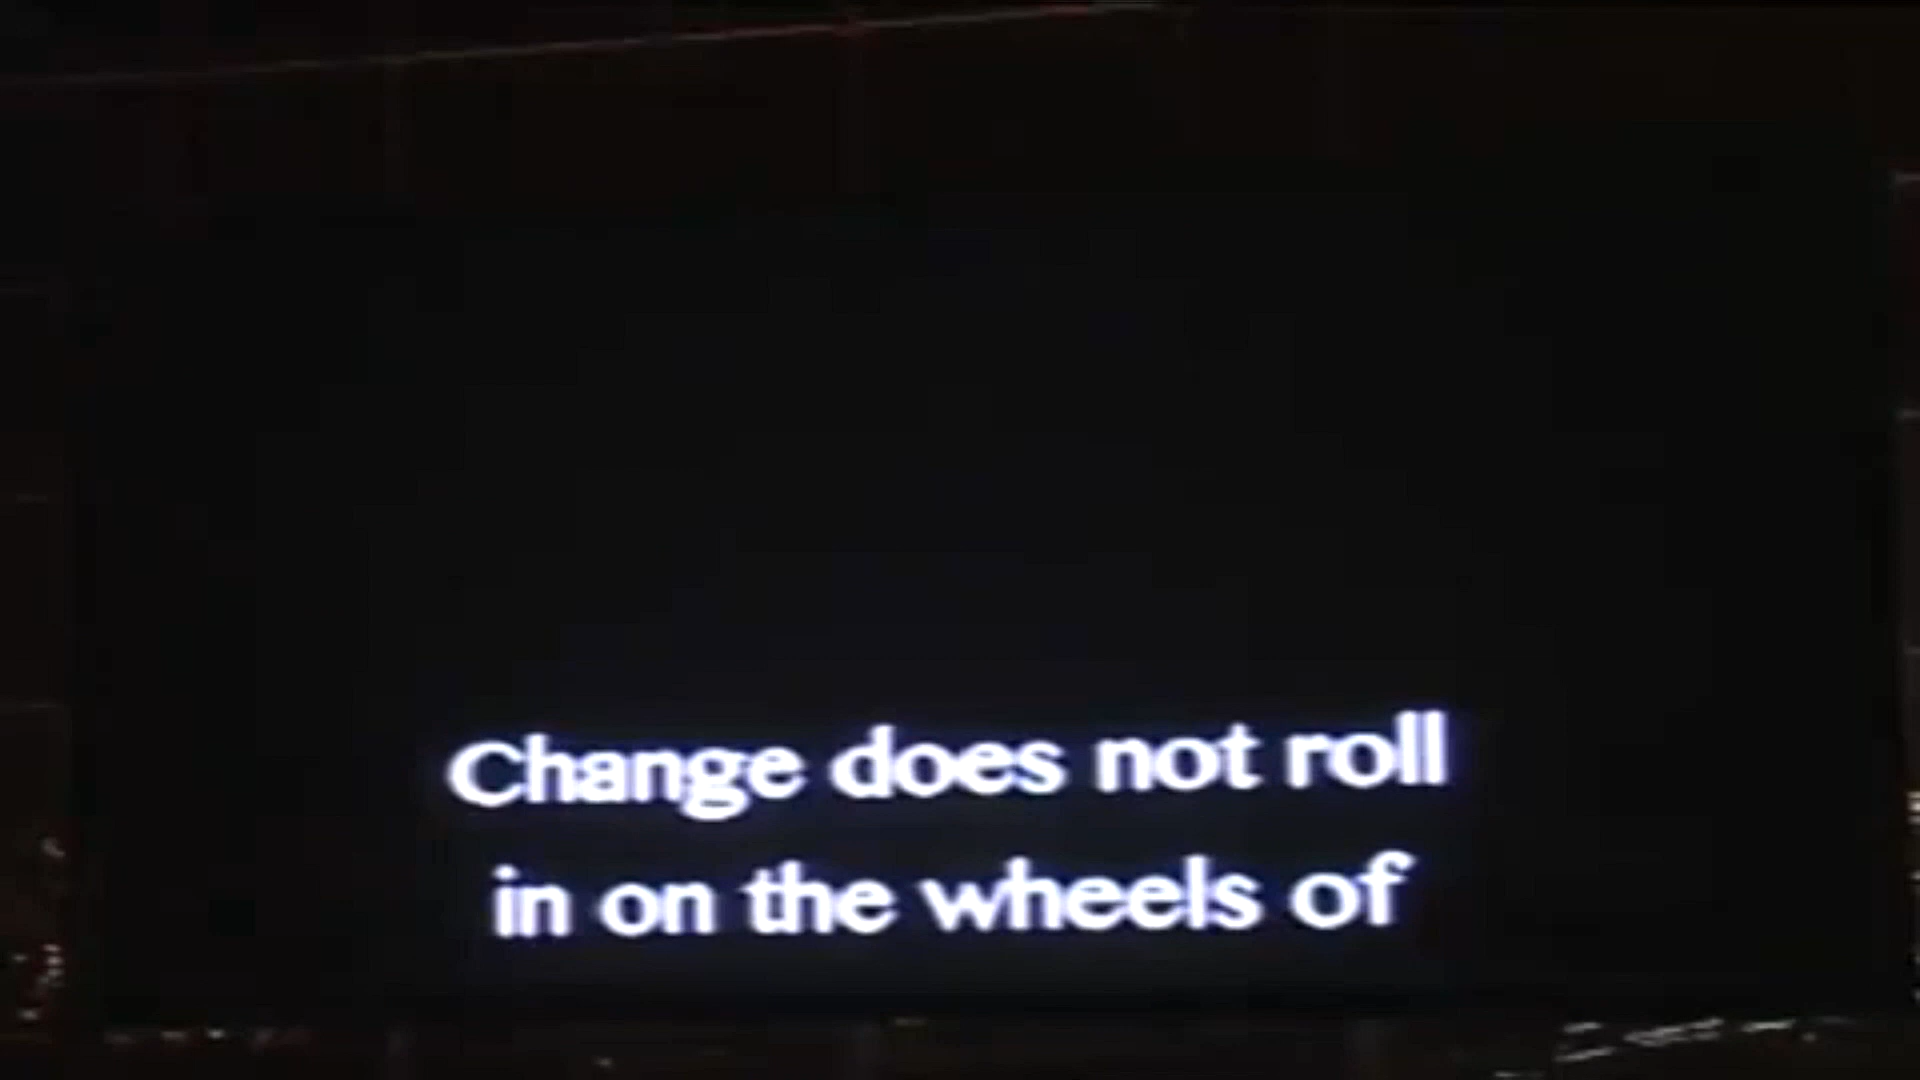 Change does not roll
in on the wheels of